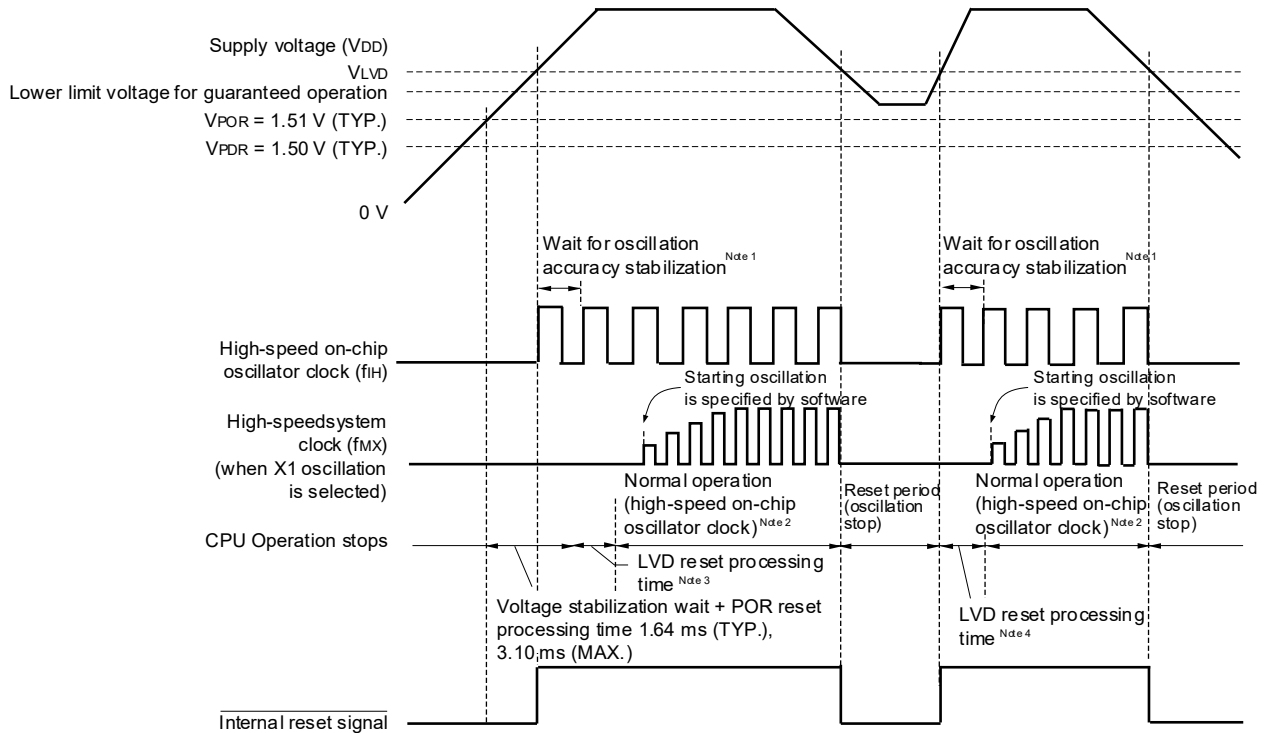 Supply voltage (VDD)
VLVD
Lower limit voltage for guaranteed operation
VPOR = 1.51 V (TYP.)
VPDR = 1.50 V (TYP.)
0 V
Wait for oscillation
accuracy stabilization Note 1
Wait for oscillation
accuracy stabilization Note 1
High-speed on-chip
oscillator clock (fIH)
Starting oscillation
is specified by software
Starting oscillation
is specified by software
High-speedsystem
clock (fMX)
(when X1 oscillation
is selected)
Normal operation
(high-speed on-chip
oscillator clock) Note 2
Reset period
(oscillation
stop)
Normal operation
(high-speed on-chip
oscillator clock) Note 2
Reset period
(oscillation
stop)
CPU Operation stops
LVD reset processing
time Note 3
Voltage stabilization wait + POR reset
processing time 1.64 ms (TYP.),
3.10 ms (MAX.)
LVD reset processing
time Note 4
Internal reset signal